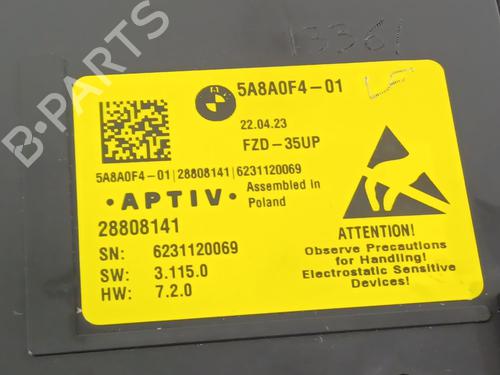 3361
5A8A0F4-01
22.04.23
FZD-35UP
5A8A0F4-01|28808141|6231120069
• APTIV •
Assembled in
Poland
28808141
SN: 6231120069
SW: 3.115.0
HW: 7.2.0
ATTENTION!
Observe Precautions
for Handling!
Electrostatic Sensitive
Devices!
B-PARTS